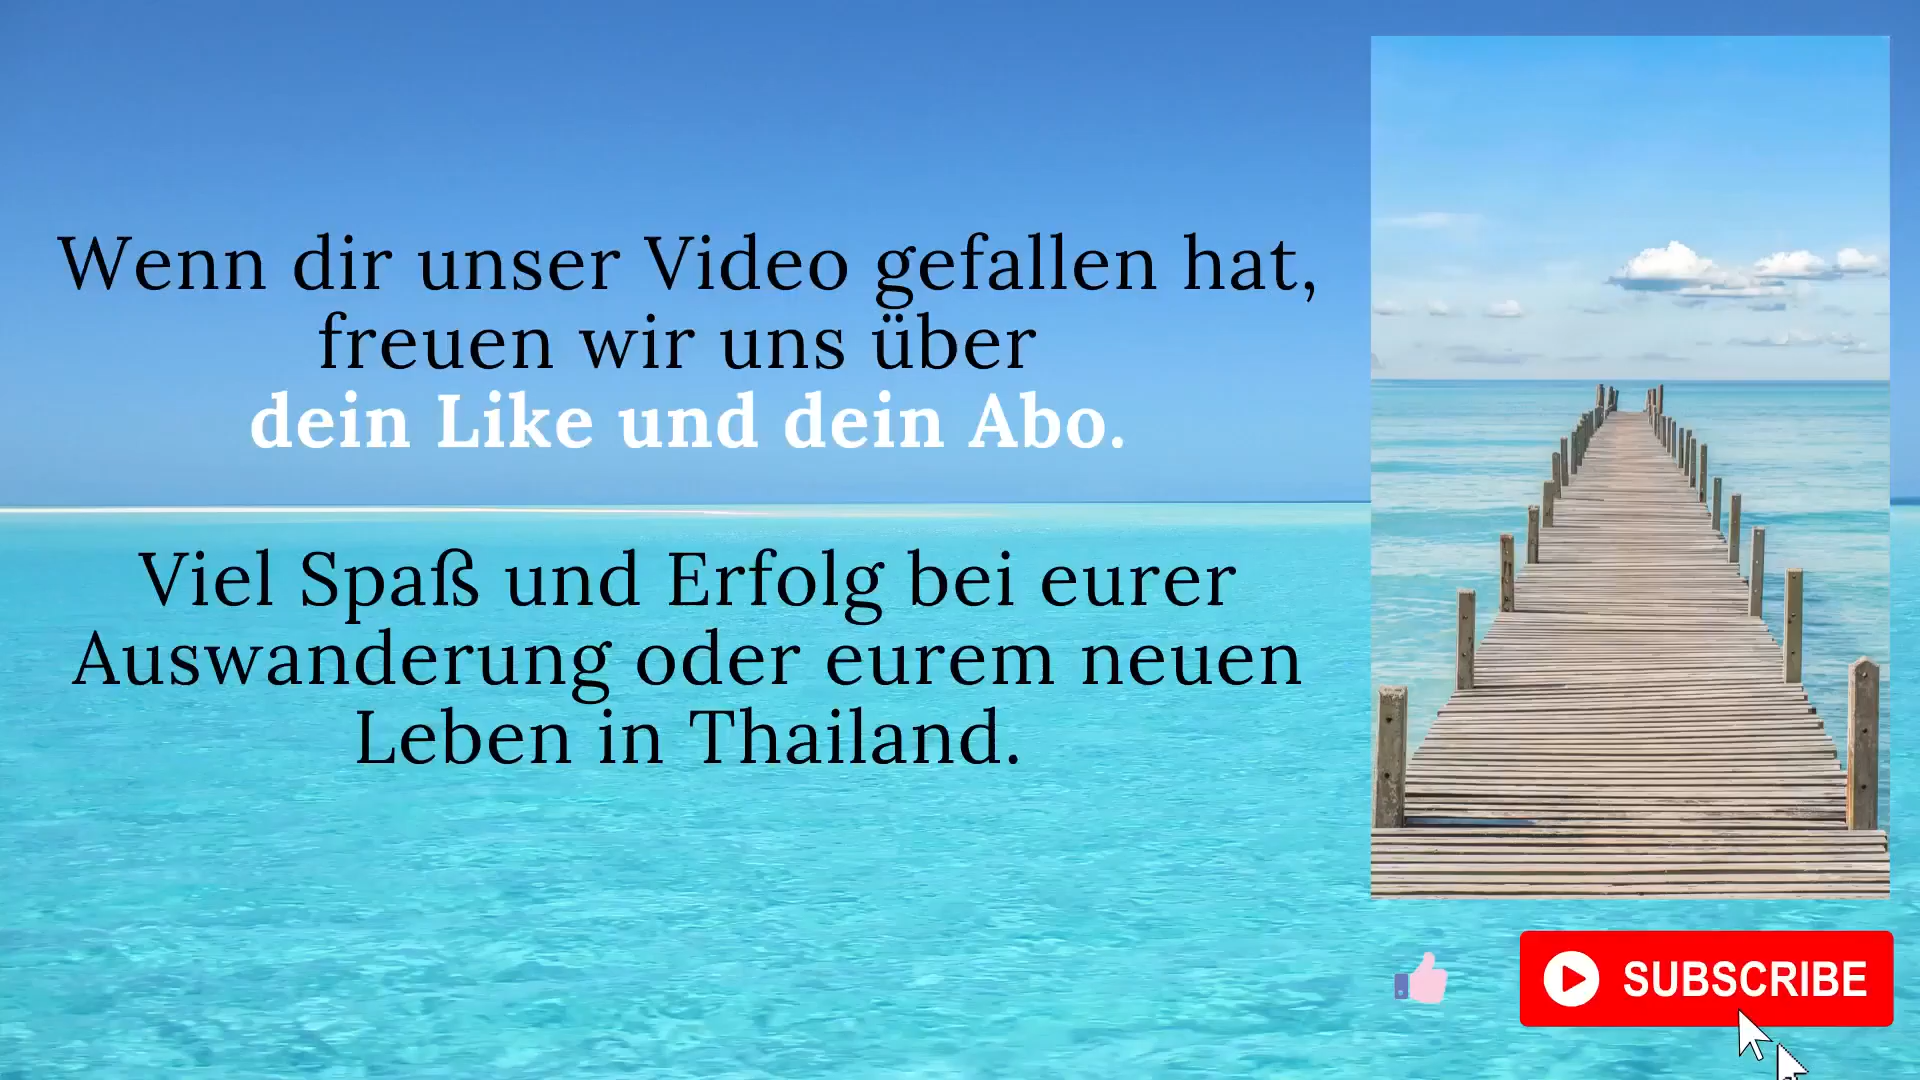 Wenn dir unser Video gefallen hat,
freuen wir uns über
dein Like und dein Abo.
Viel Spaß und Erfolg bei eurer
Auswanderung oder eurem neuen
Leben in Thailand.
SUBSCRIBE